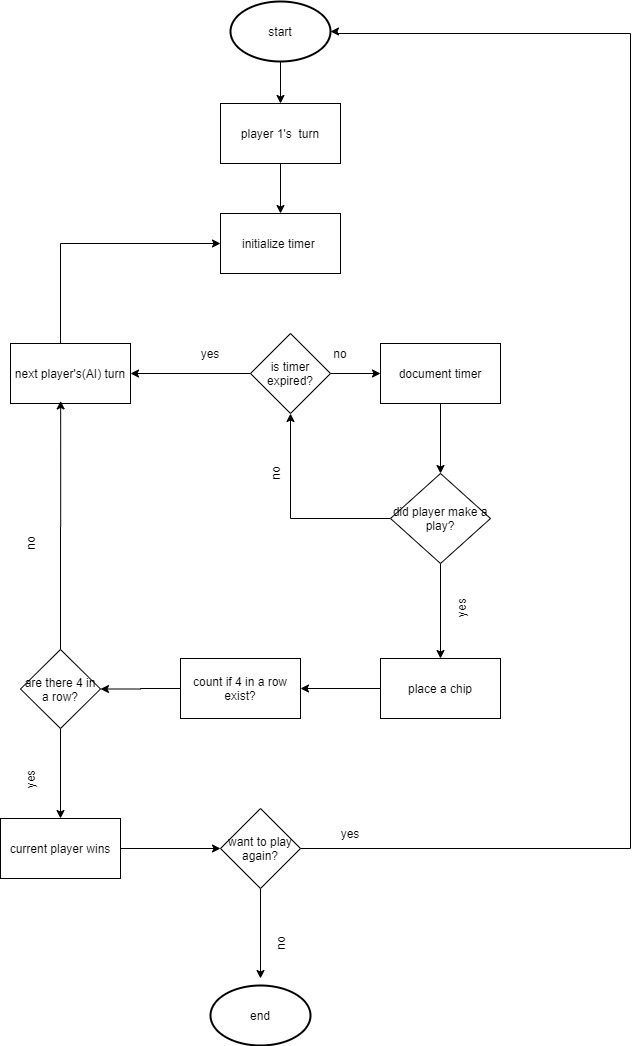 start
player 1's  turn
initialize timer
yes
no
next player's(AI) turn
is timer
expired?
document timer
no
did player make a
play?
no
yes
are there 4 in
a row?
count if 4 in a row
exist?
place a chip
yes
current player wins
want to play
again?
yes
no
end